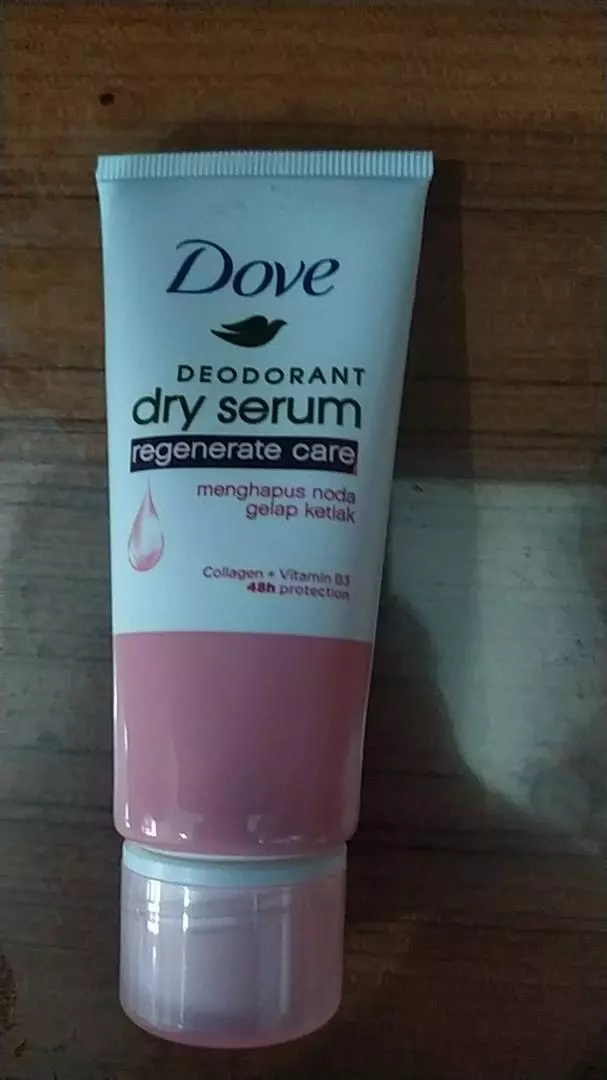 Dove
DEODORANT
dry serum
regenerate care
menghapus noda
gelap ketiak
Collagen + Vitamin B3
48h protection